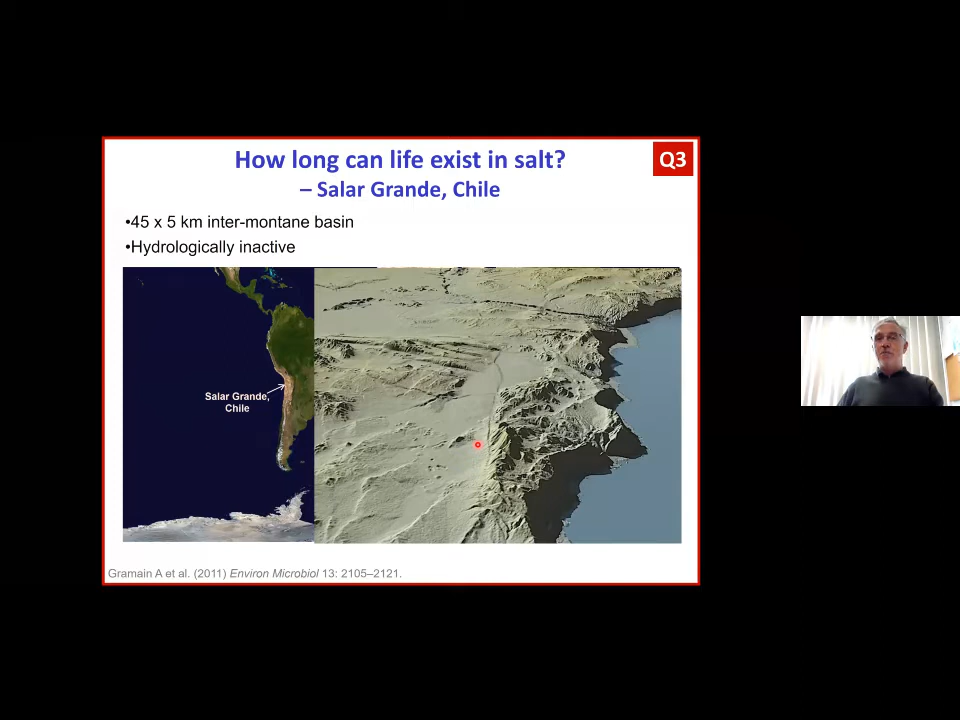 How long can life exist in salt?
Q3
– Salar Grande, Chile
•45 x 5 km inter-montane basin
•Hydrologically inactive
Salar Grande,
Chile
Gramain A et al. (2011) Environ Microbiol 13: 2105–2121.